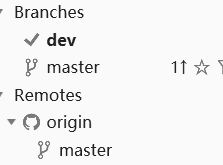 Branches
dev
master 1↑
Remotes
origin
master